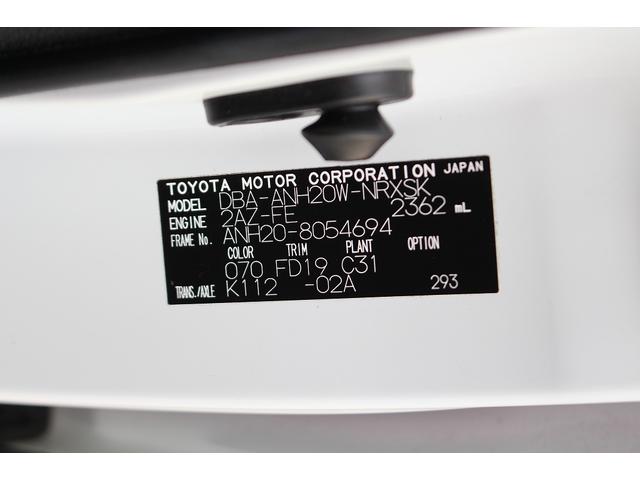 TOYOTA MOTOR CORPORATION JAPAN
MODEL DBA-ANH20W-NRXSK
ENGINE 2AZ-FE 2362 mL
FRAME No. ANH20-8054694
COLOR TRIM PLANT OPTION
070 FD19 C31
TRANS./AXLE K112 -02A 293